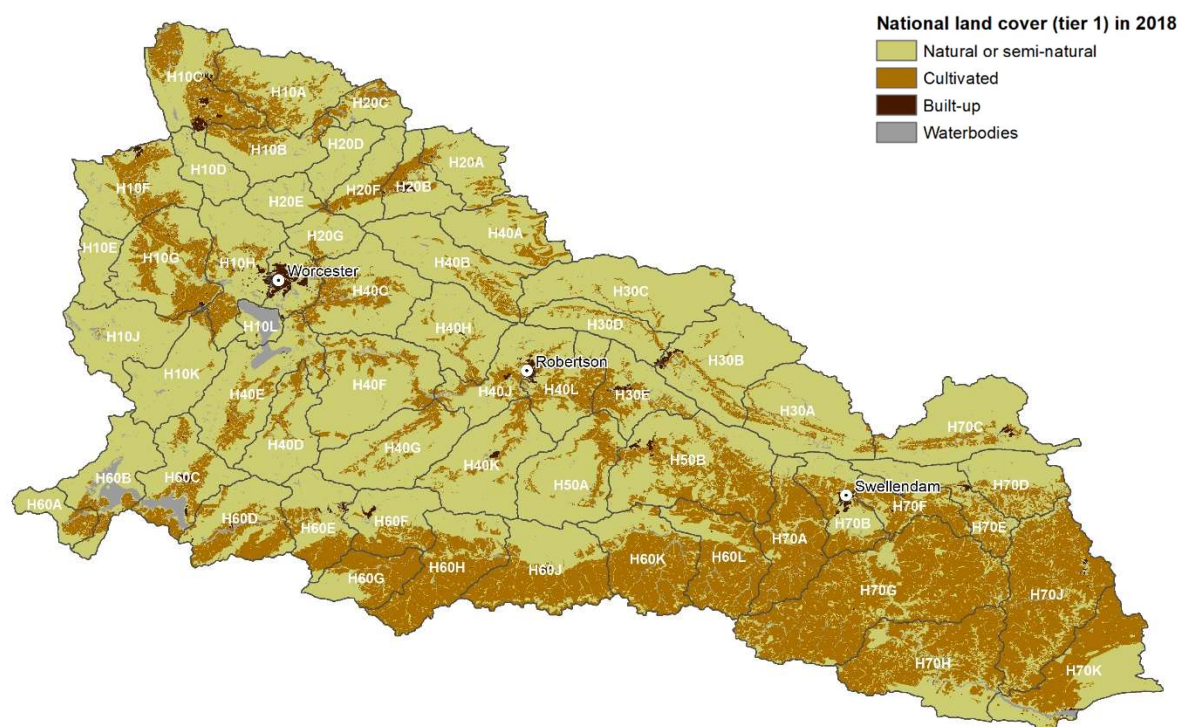 National land cover (tier 1) in 2018
Natural or semi-natural
Cultivated
Built-up
Waterbodies
H10C
H10A
H20C
H10B
H20D
H10D
H20A
H10F
H20F
H20B
H20E
H20G
H40A
H10E
H10G
H10H
H40B
Worcester
H40C
H30C
H10L
H30D
H10J
H40H
H30B
Robertson
H10K
H40E
H40F
H40J
H40L
H30E
H30A
H40D
H40G
H70C
H40K
H50B
H60B
H60C
H50A
Swellendam
H70D
H60A
H60D
H60E
H60F
H70B
H70F
H70E
H70A
H60G
H60H
H60J
H60K
H60L
H70G
H70J
H70H
H70K